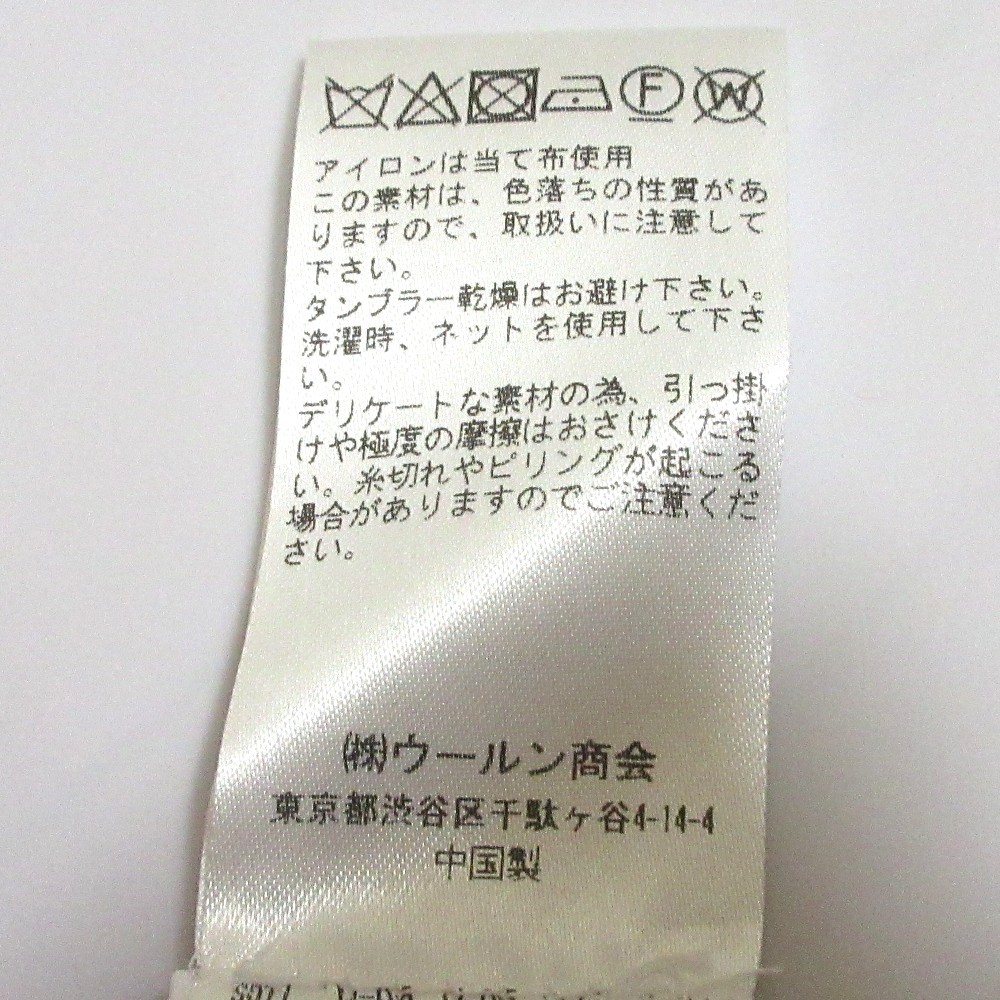 F W
アイロンは当て布使用
この素材は、色落ちの性質があ
りますので、取扱いに注意して
下さい。
タンブラー乾燥はお避け下さい。
洗濯時、ネットを使用して下さ
い。
デリケートな素材の為、引っ掛
けや極度の摩擦はおさけくださ
い。糸切れやピリングが起こる
場合がありますのでご注意くだ
さい。
㈱ウールン商会
東京都渋谷区千駄ヶ谷4-14-4
中国製